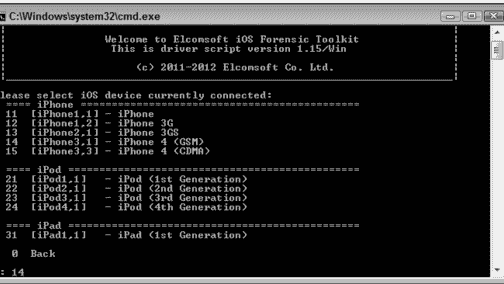 C:\Windows\system32\cmd.exe
Welcome to Elcomsoft iOS Forensic Toolkit
This is driver script version 1.15/Win
(c) 2011-2012 Elcomsoft Co. Ltd.
lease select iOS device currently connected:
==== iPhone ==========================================
11 [iPhone1,1] - iPhone
12 [iPhone1,2] - iPhone 3G
13 [iPhone2,1] - iPhone 3GS
14 [iPhone3,1] - iPhone 4 (GSM)
15 [iPhone3,3] - iPhone 4 (CDMA)
==== iPod ============================================
21 [iPod1,1] - iPod (1st Generation)
22 [iPod2,1] - iPod (2nd Generation)
23 [iPod3,1] - iPod (3rd Generation)
24 [iPod4,1] - iPod (4th Generation)
==== iPad ============================================
31 [iPad1,1] - iPad (1st Generation)
0 Back
: 14